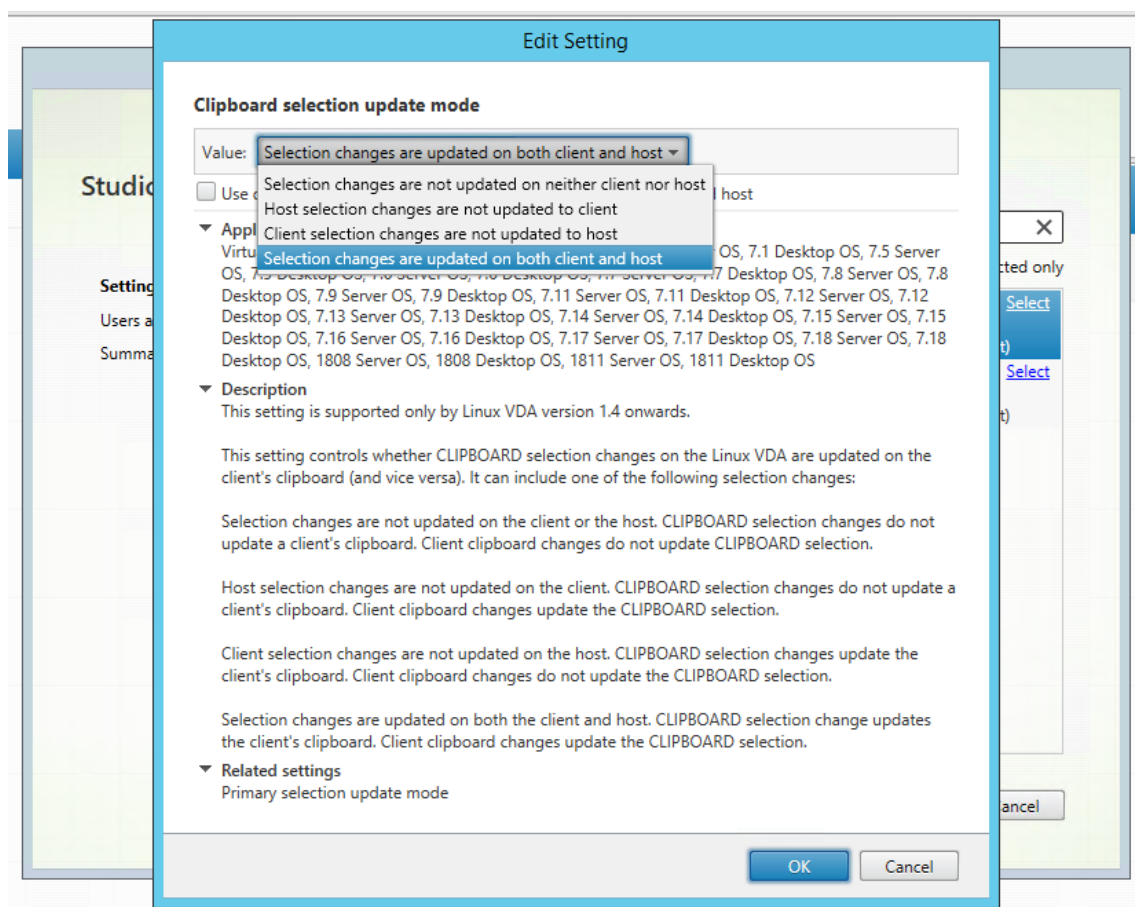 Edit Setting
Clipboard selection update mode
Value: Selection changes are updated on both client and host
Selection changes are not updated on neither client nor host
Host selection changes are not updated to client
Client selection changes are not updated to host
Selection changes are updated on both client and host
Use host
Studio
Setting
Users a
Summa
OS, 7.1 Desktop OS, 7.5 Server
Desktop OS, 7.8 Server OS, 7.8
Desktop OS, 7.9 Server OS, 7.9 Desktop OS, 7.11 Server OS, 7.11 Desktop OS, 7.12 Server OS, 7.12
Desktop OS, 7.13 Server OS, 7.13 Desktop OS, 7.14 Server OS, 7.14 Desktop OS, 7.15 Server OS, 7.15
Desktop OS, 7.16 Server OS, 7.16 Desktop OS, 7.17 Server OS, 7.17 Desktop OS, 7.18 Server OS, 7.18
Desktop OS, 1808 Server OS, 1808 Desktop OS, 1811 Server OS, 1811 Desktop OS
Description
This setting is supported only by Linux VDA version 1.4 onwards.
This setting controls whether CLIPBOARD selection changes on the Linux VDA are updated on the
client's clipboard (and vice versa). It can include one of the following selection changes:
Selection changes are not updated on the client or the host. CLIPBOARD selection changes do not
update a client's clipboard. Client clipboard changes do not update CLIPBOARD selection.
Host selection changes are not updated on the client. CLIPBOARD selection changes do not update a
client's clipboard. Client clipboard changes update the CLIPBOARD selection.
Client selection changes are not updated on the host. CLIPBOARD selection changes update the
client's clipboard. Client clipboard changes do not update the CLIPBOARD selection.
Selection changes are updated on both the client and host. CLIPBOARD selection change updates
the client's clipboard. Client clipboard changes update the CLIPBOARD selection.
Related settings
Primary selection update mode
OK Cancel
cted only
Select
t)
Select
t)
ancel